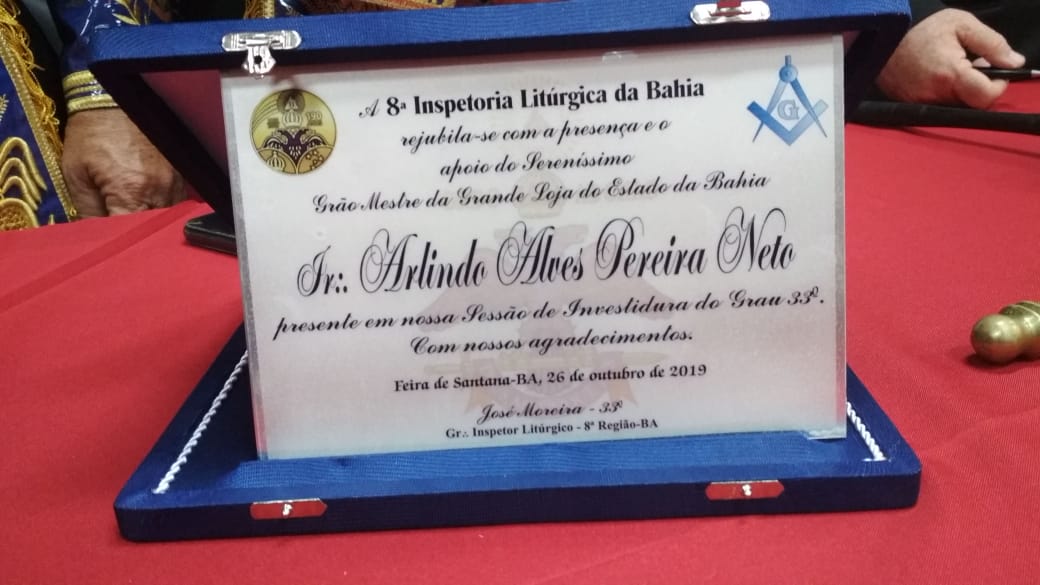 A 8ª Inspetoria Litúrgica da Bahia
rejubila-se com a presença e o
apoio do Sereníssimo
Grão Mestre da Grande Loja do Estado da Bahia
Ir∴ Arlindo Alves Pereira Neto
presente em nossa Sessão de Investidura do Grau 33º.
Com nossos agradecimentos.
Feira de Santana-BA, 26 de outubro de 2019
José Moreira - 33º
Gr∴ Inspetor Litúrgico - 8ª Região-BA
G